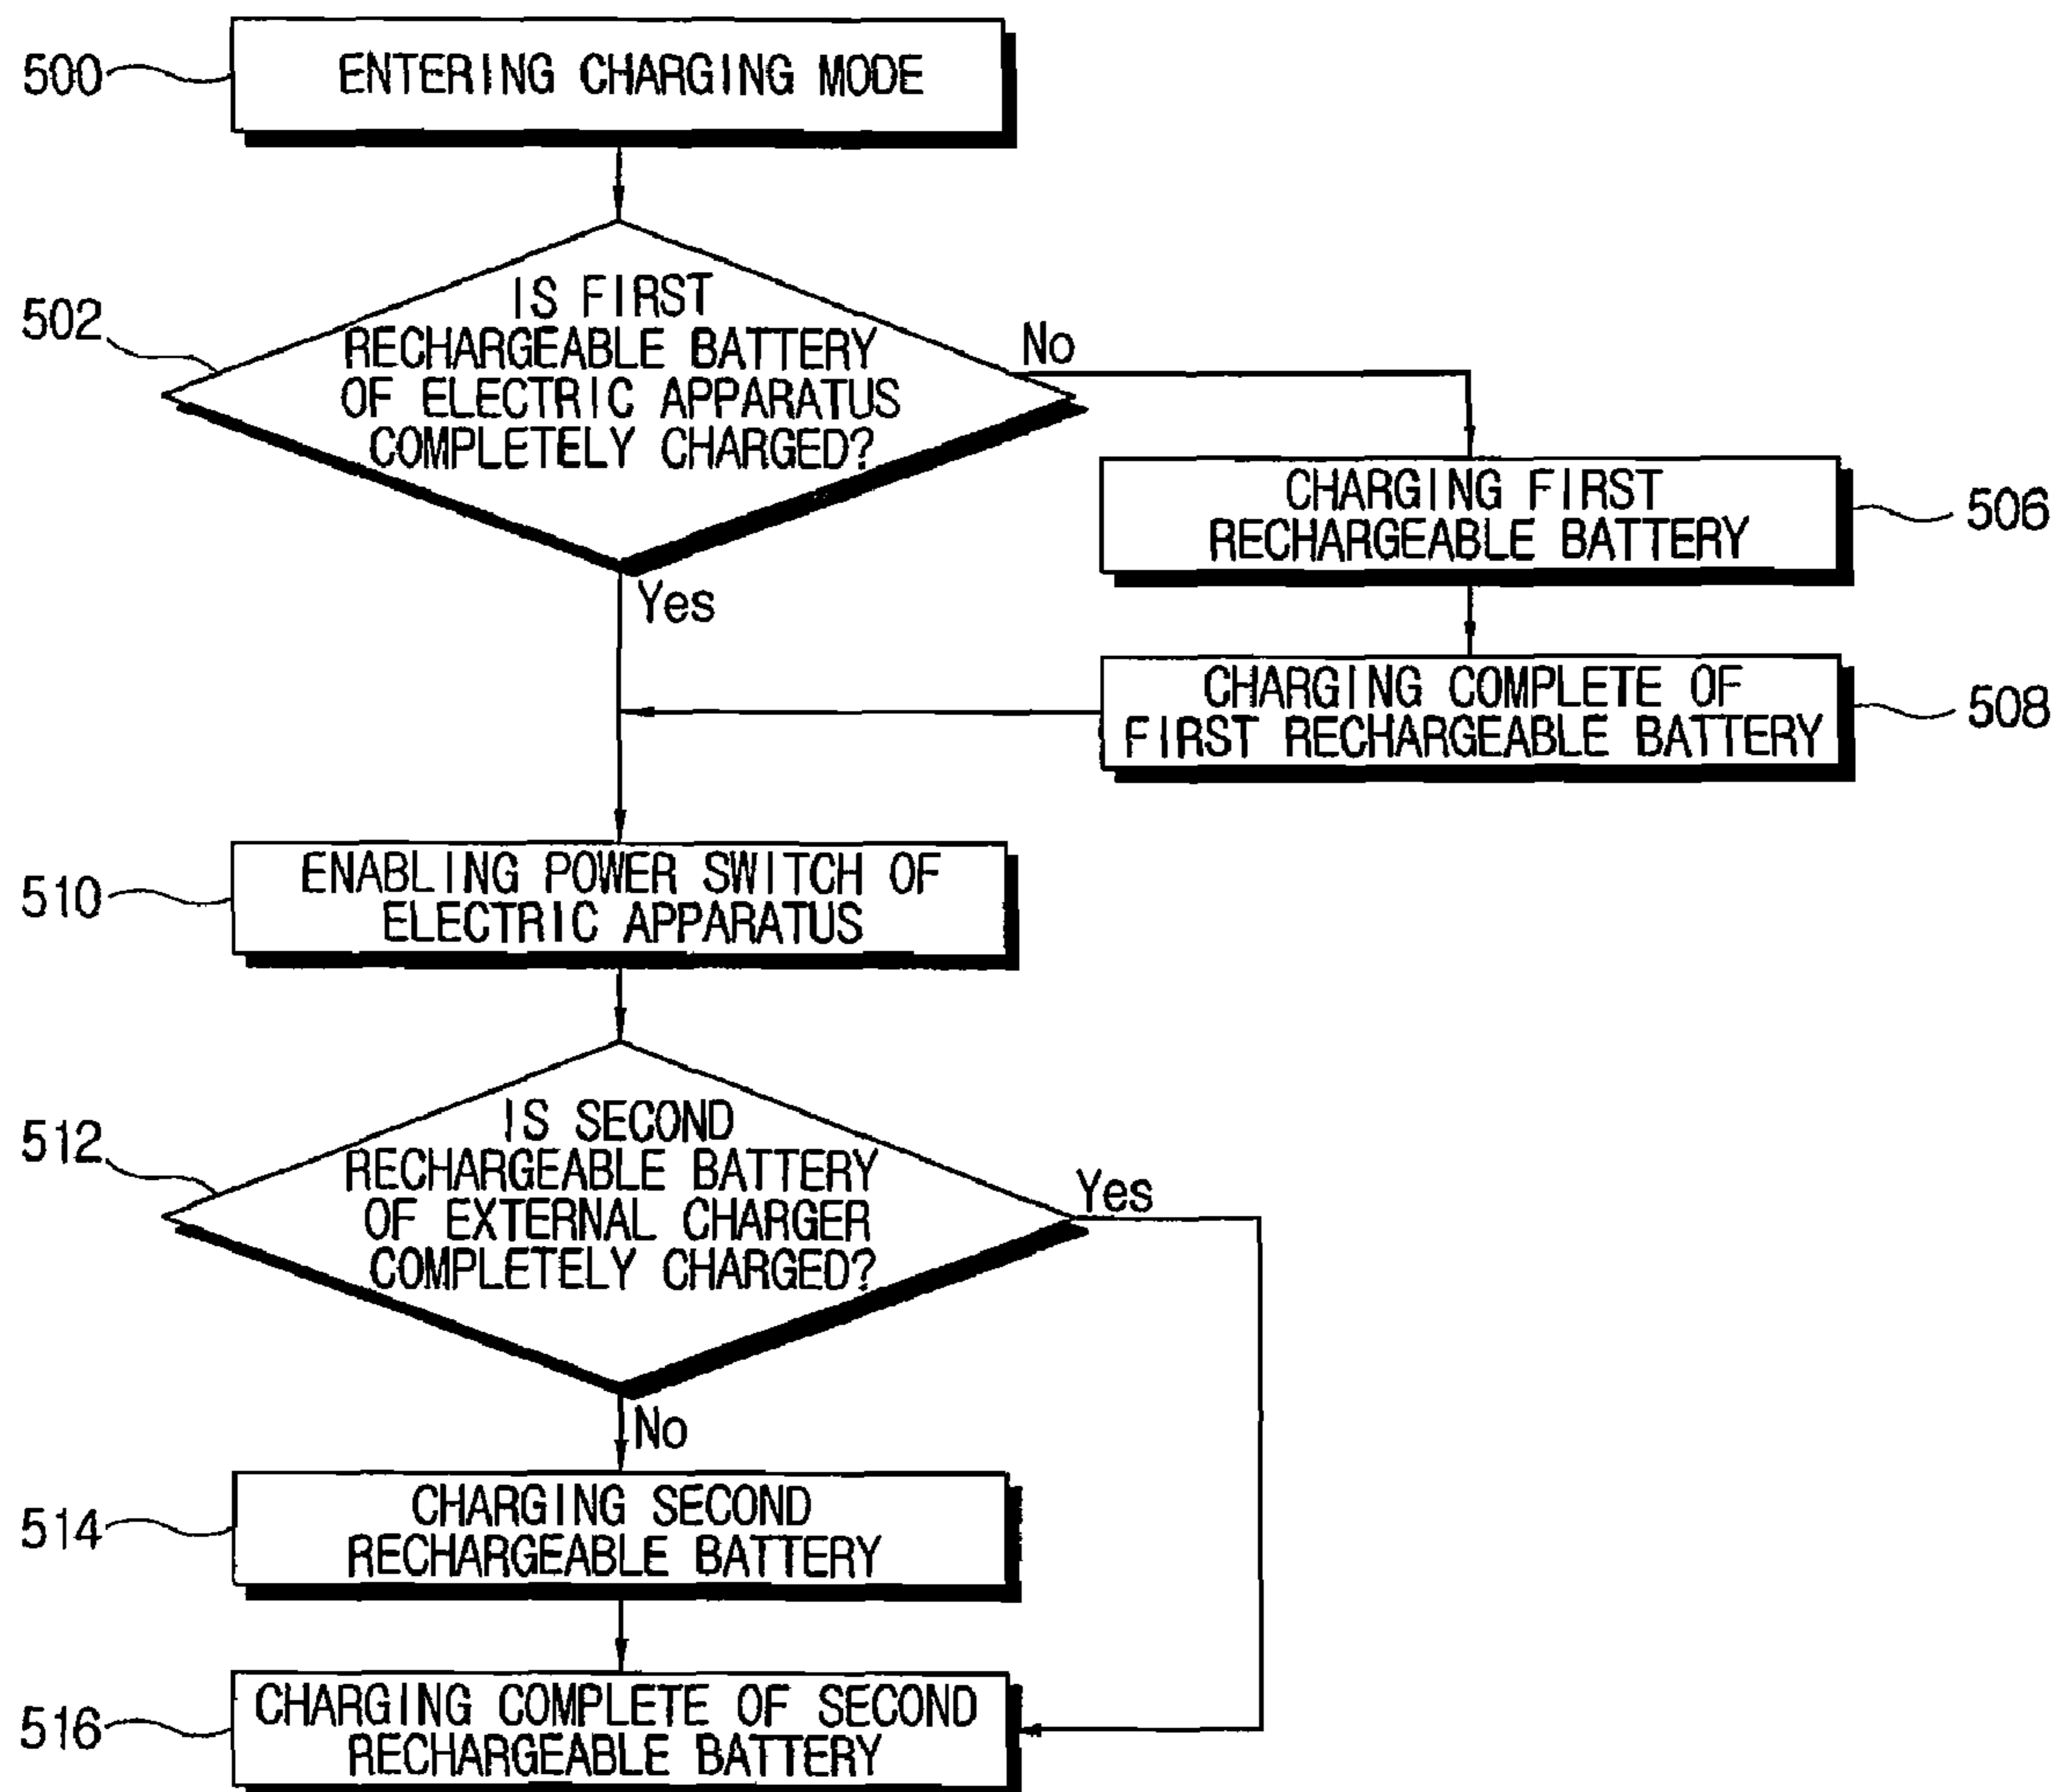 500
ENTERING CHARGING MODE
502
IS FIRST
RECHARGEABLE BATTERY
OF ELECTRIC APPARATUS
COMPLETELY CHARGED?
No
Yes
CHARGING FIRST
RECHARGEABLE BATTERY
506
CHARGING COMPLETE OF
FIRST RECHARGEABLE BATTERY
508
510
ENABLING POWER SWITCH OF
ELECTRIC APPARATUS
512
IS SECOND
RECHARGEABLE BATTERY
OF EXTERNAL CHARGER
COMPLETELY CHARGED?
Yes
No
514
CHARGING SECOND
RECHARGEABLE BATTERY
516
CHARGING COMPLETE OF SECOND
RECHARGEABLE BATTERY